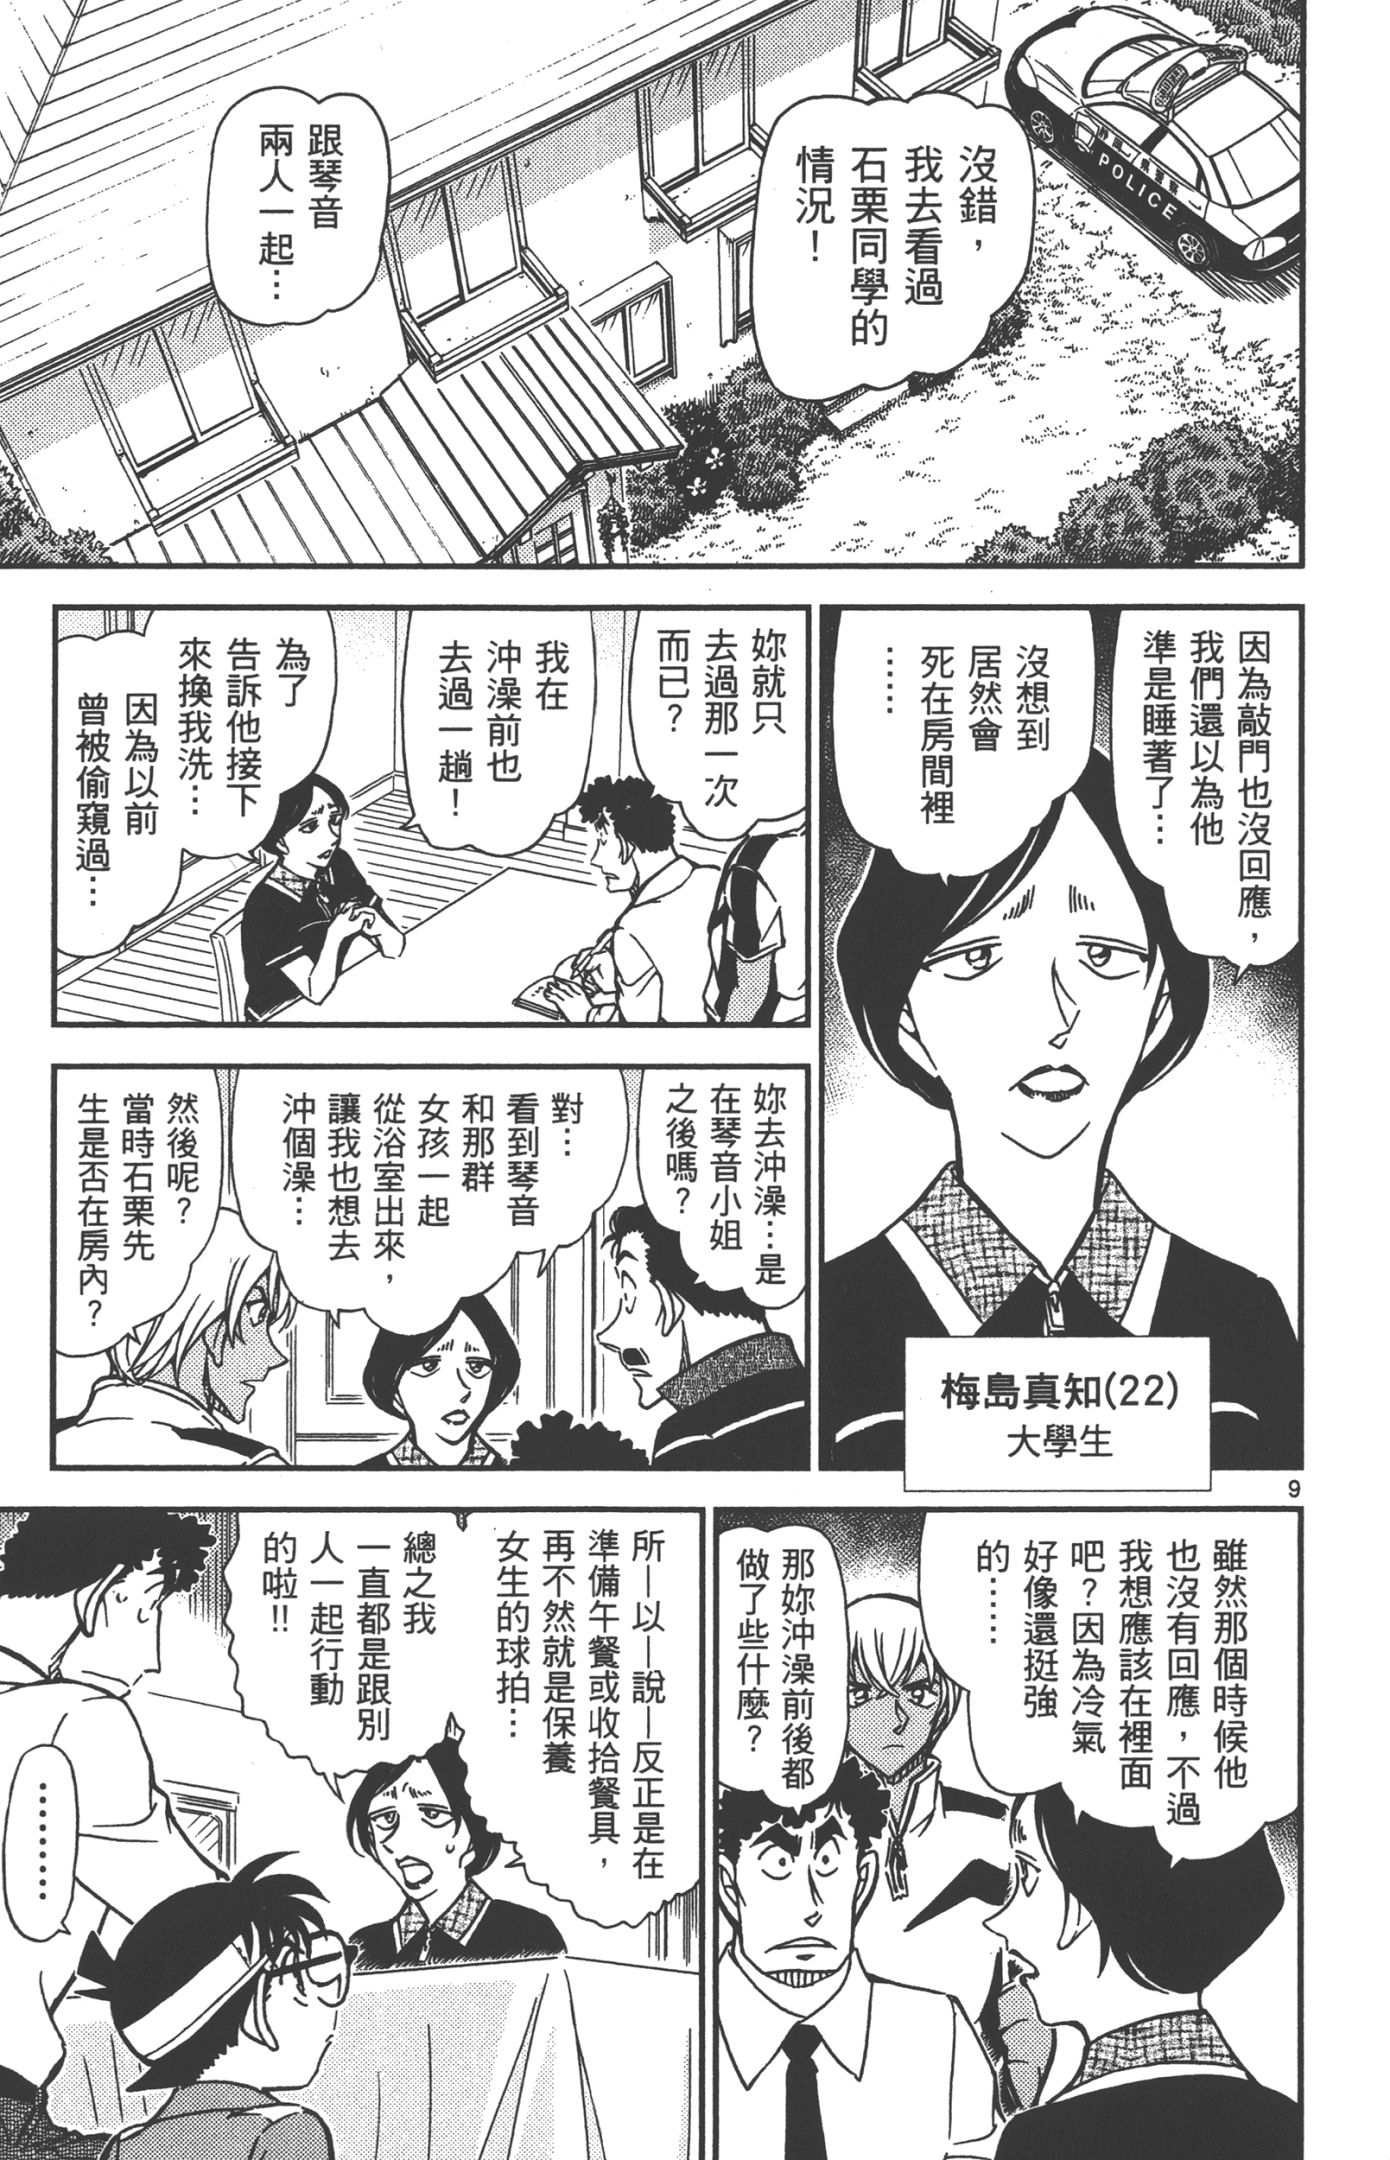 沒錯，
我去看過
石栗同學的
情況！
POLICE
跟琴音
兩人一起…
因為敲門也沒回應，
我們還以為他
準是睡著了…
沒想到
居然會
死在房間裡
……
梅島真知(22)
大學生
妳就只
去過那一次
而已？
我在
沖澡前也
去過一趟！
為了
告訴他接下
來換我洗…
因為以前
曾被偷窺過…
妳去沖澡…是
在琴音小姐
之後嗎？
對…
看到琴音
和那群
女孩一起
從浴室出來，
讓我也想去
沖個澡…
然後呢？
當時石栗先
生是否在房內？
9
雖然那個時候他
也沒有回應，不過
我想應該在裡面
吧？因為冷氣
好像還挺強
的……
那妳沖澡前後都
做了些什麼？
所—以—說—反正是在
準備午餐或收拾餐具，
再不然就是保養
女生的球拍…
總之我
一直都是跟別
人一起行動
的啦!!
………